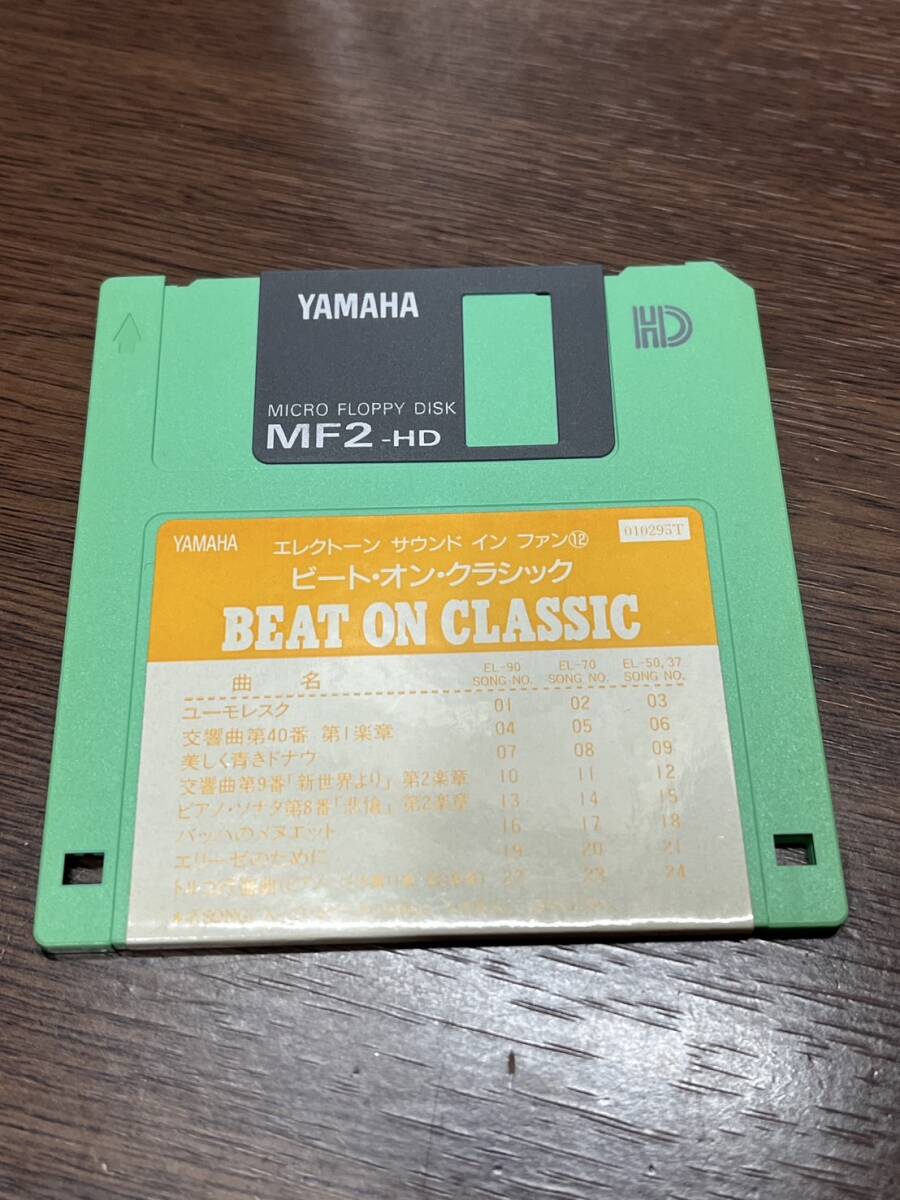 YAMAHA
HD
MICRO FLOPPY DISK
MF2 -HD
YAMAHA エレクトーン サウンド イン ファン⑫ 010295T
ビート・オン・クラシック
BEAT ON CLASSIC
曲 名 EL-90 SONG NO. EL-70 SONG NO. EL-50, 37 SONG NO.
ユーモレスク 01 02 03
交響曲第40番 第1楽章 04 05 06
美しく青きドナウ 07 08 09
交響曲第9番「新世界より」第2楽章 10 11 12
ピアノ・ソナタ第8番「悲愴」第2楽章 13 14 15
バッハのメヌエット 16 17 18
エリーゼのために 19 20 21
トルコ行進曲 22 23 24